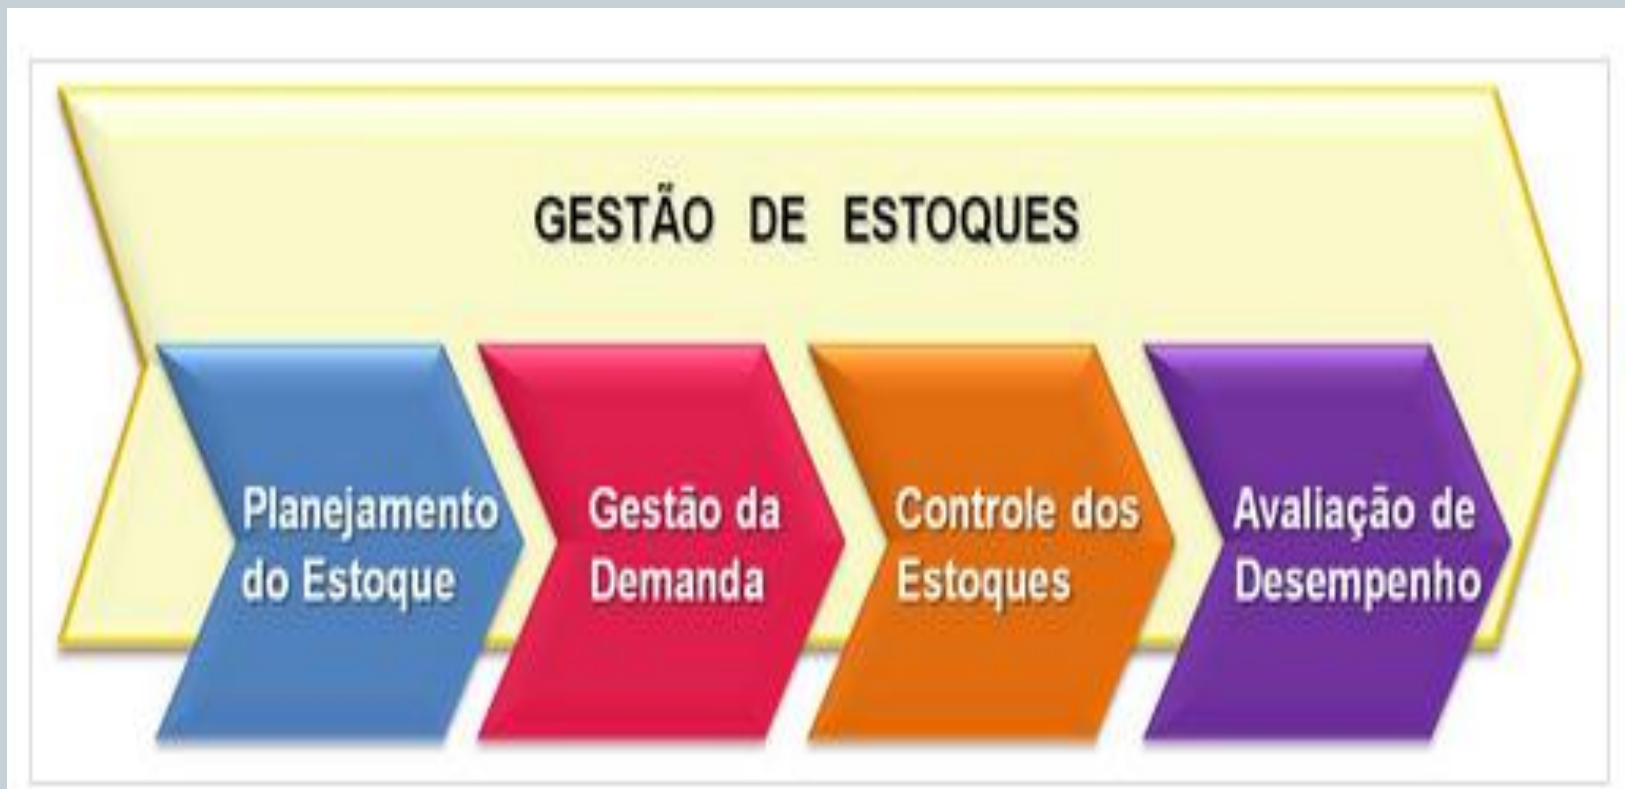 GESTÃO DE ESTOQUES
Planejamento
do Estoque
Gestão da
Demanda
Controle dos
Estoques
Avaliação de
Desempenho